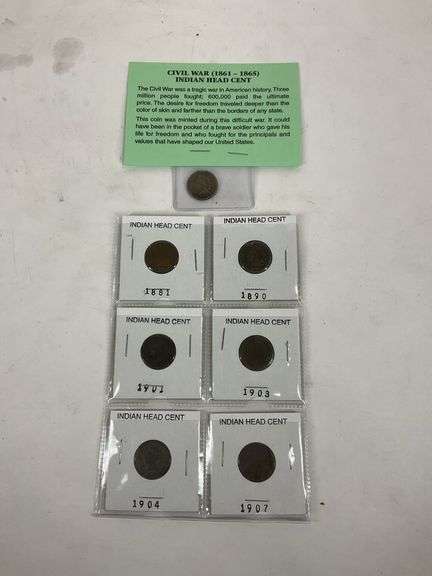 CIVIL WAR (1861 – 1865)
INDIAN HEAD CENT
The Civil War was a tragic war in American history. Three
million people fought; 600,000 paid the ultimate
price. The desire for freedom traveled deeper than the
color of skin and farther than the borders of any state.
This coin was minted during this difficult war. It could
have been in the pocket of a brave soldier who gave his
life for freedom and who fought for the principals and
values that have shaped our United States.
INDIAN HEAD CENT
1881
INDIAN HEAD CENT
1890
INDIAN HEAD CENT
1901
INDIAN HEAD CENT
1903
INDIAN HEAD CENT
1904
INDIAN HEAD CENT
1907